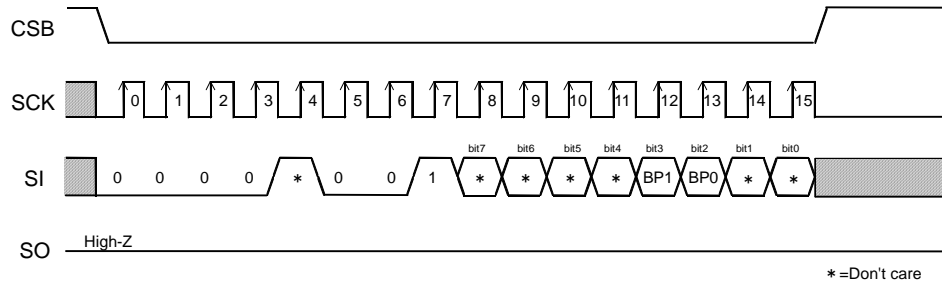 CSB
SCK 0 1 2 3 4 5 6 7 8 9 10 11 12 13 14 15
bit7 bit6 bit5 bit4 bit3 bit2 bit1 bit0
SI 0 0 0 0 * 0 0 1 * * * * BP1 BP0 * *
SO High-Z
*=Don't care